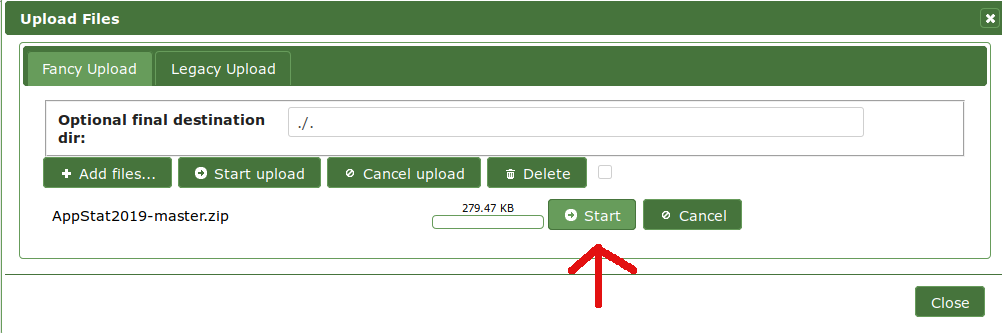 Upload Files
Fancy Upload Legacy Upload
Optional final destination
dir:
././
Add files... Start upload Cancel upload Delete
AppStat2019-master.zip 279.47 KB Start Cancel
Close